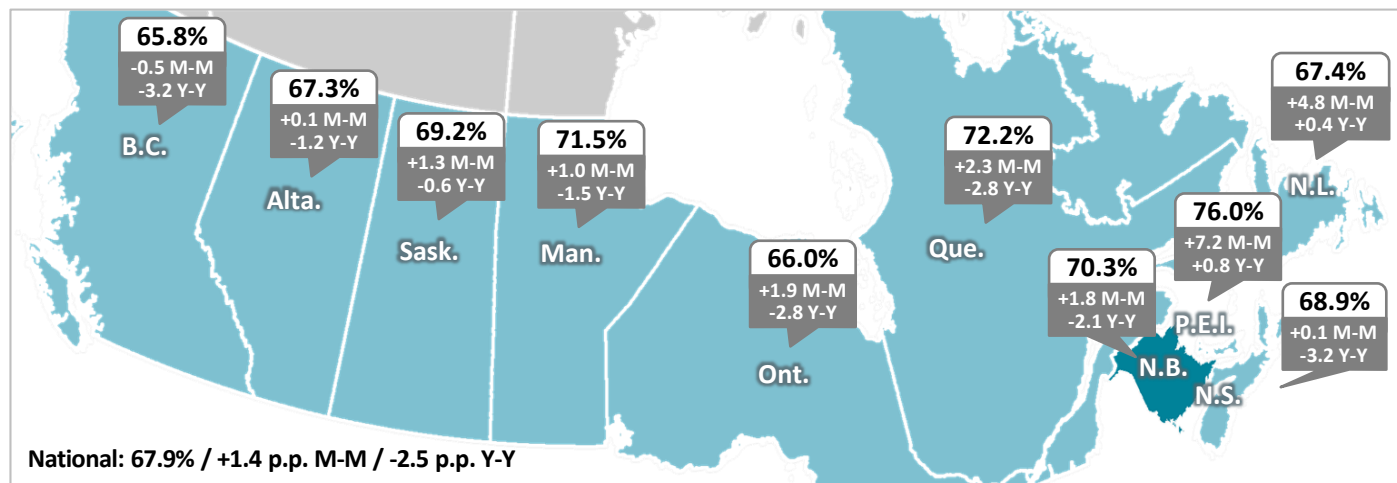 65.8%
-0.5 M-M
-3.2 Y-Y
B.C.
67.3%
+0.1 M-M
-1.2 Y-Y
Alta.
69.2%
+1.3 M-M
-0.6 Y-Y
Sask.
71.5%
+1.0 M-M
-1.5 Y-Y
Man.
66.0%
+1.9 M-M
-2.8 Y-Y
Ont.
72.2%
+2.3 M-M
-2.8 Y-Y
Que.
67.4%
+4.8 M-M
+0.4 Y-Y
N.L.
76.0%
+7.2 M-M
+0.8 Y-Y
P.E.I.
70.3%
+1.8 M-M
-2.1 Y-Y
N.B.
68.9%
+0.1 M-M
-3.2 Y-Y
N.S.
National: 67.9% / +1.4 p.p. M-M / -2.5 p.p. Y-Y